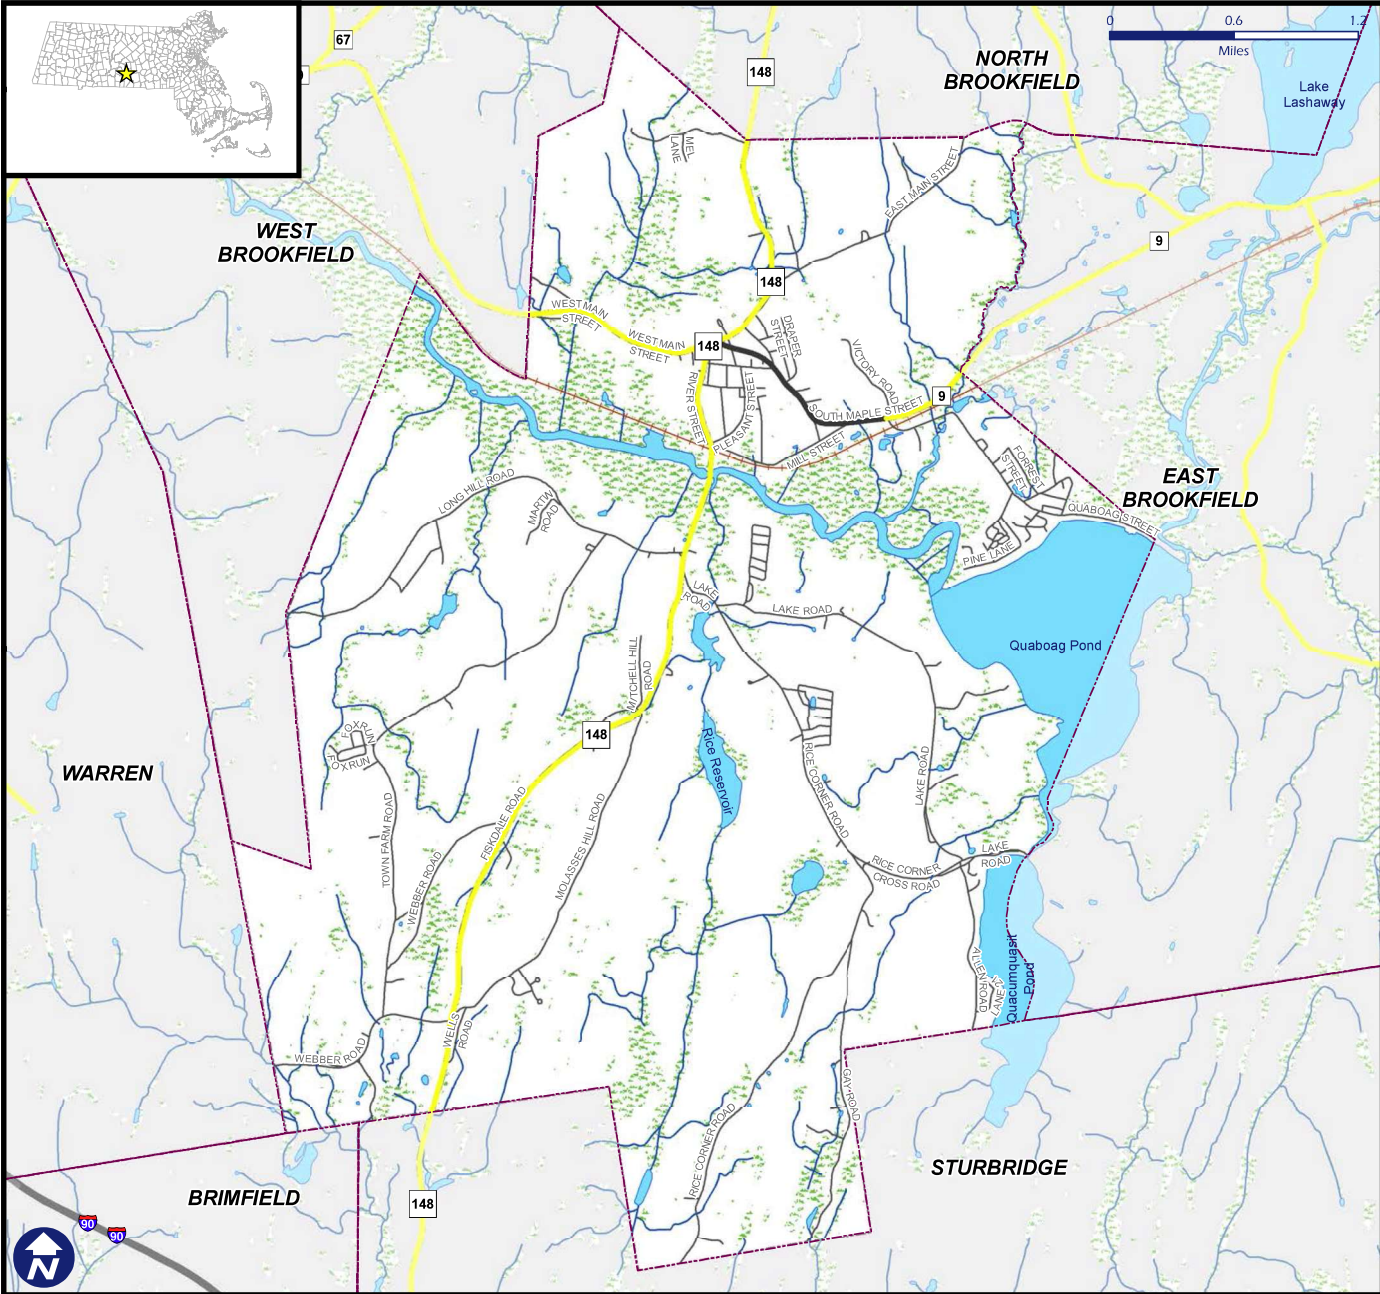 0 0.6 1.2
Miles
67
148
NORTH
BROOKFIELD
Lake
Lashaway
MEL
LANE
EAST MAIN STREET
WEST
BROOKFIELD
9
148
WEST MAIN
STREET
WEST MAIN
STREET
148
DRAPER
STREET
VICTORY ROAD
RIVER STREET
PLEASANT STREET
SOUTH MAPLE STREET
9
MILL STREET
FORREST
STREET
EAST
BROOKFIELD
LONG HILL ROAD
MARTW
ROAD
QUABOAG STREET
PINE LANE
LAKE
ROAD
LAKE ROAD
Quaboag Pond
MITCHELL HILL
ROAD
FOXRUN
FOXRUN
148
Rice Reservoir
RICE CORNER ROAD
LAKE ROAD
WARREN
TOWN FARM ROAD
FISKDALE ROAD
WEBBER ROAD
MOLASSES HILL ROAD
RICE CORNER
CROSS ROAD
LAKE
ROAD
ALLEN ROAD
LANE
Quacumquasit
Pond
WELLS
ROAD
WEBBER ROAD
GAY ROAD
RICE CORNER ROAD
STURBRIDGE
BRIMFIELD
148
90
90
N